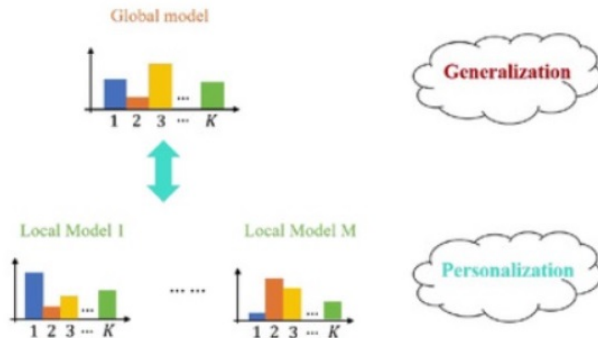 Global model
Generalization
...
1 2 3 ... K
Local Model 1
Local Model M
Personalization
... ...
...
...
1 2 3 ... K
1 2 3 ... K